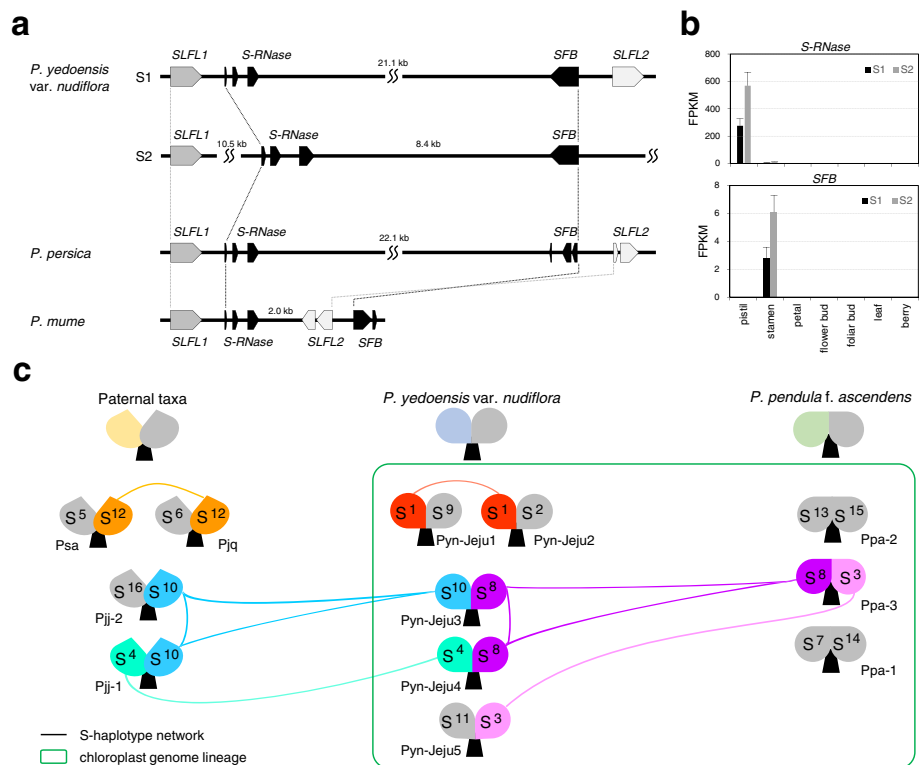 a
SLFL1 S-RNase 21.1 kb SFB SLFL2
P. yedoensis
var. nudiflora
S1
SLFL1 10.5 kb S-RNase 8.4 kb SFB
S2
SLFL1 S-RNase 22.1 kb SFB SLFL2
P. persica
2.0 kb
P. mume
SLFL1 S-RNase SLFL2 SFB
b
S-RNase
S1 S2
FPKM
800
600
400
200
0
SFB
S1 S2
FPKM
8
6
4
2
0
pistil
stamen
petal
flower bud
foliar bud
leaf
berry
c
Paternal taxa
P. yedoensis var. nudiflora
P. pendula f. ascendens
S5 S12
Psa
S6 S12
Pjq
S1 S9
Pyn-Jeju1
S1 S2
Pyn-Jeju2
S13 S15
Ppa-2
S16 S10
Pjj-2
S10 S8
Pyn-Jeju3
S8 S3
Ppa-3
S4 S10
Pjj-1
S4 S8
Pyn-Jeju4
S7 S14
Ppa-1
S11 S3
Pyn-Jeju5
S-haplotype network
chloroplast genome lineage